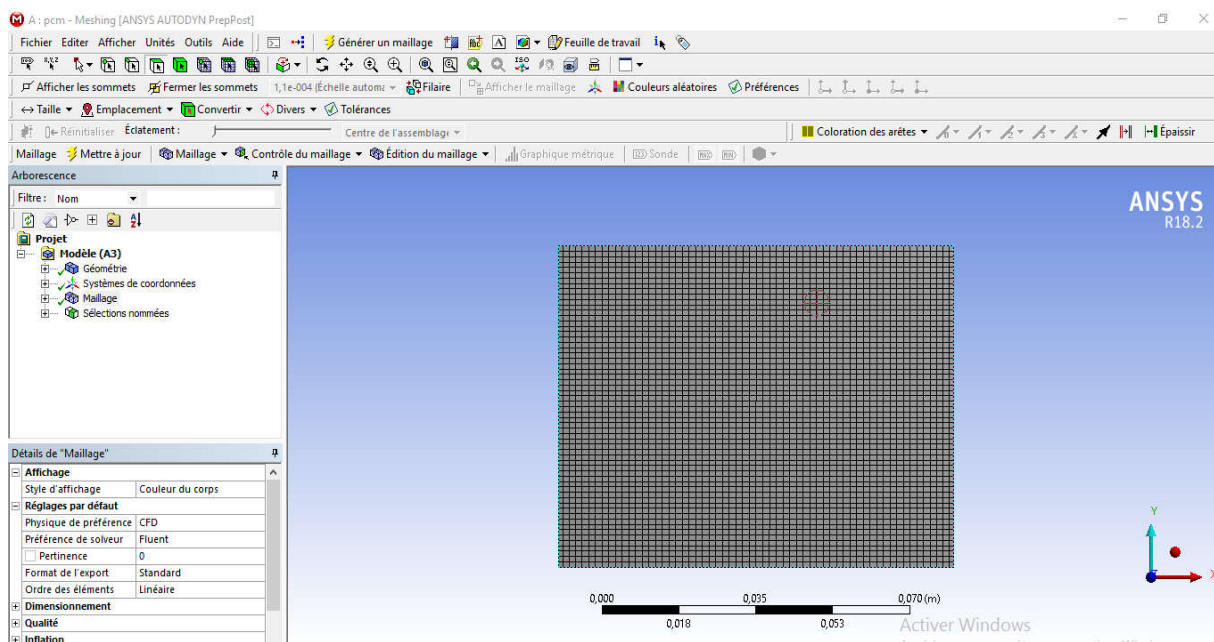 A : pcm - Meshing [ANSYS AUTODYN PrepPost]
Fichier Editer Afficher Unités Outils Aide Générer un maillage A Feuille de travail
ISO
Afficher les sommets Fermer les sommets 1,1e-004 (Échelle automa Filaire Afficher le maillage Couleurs aléatoires Préférences
Taille Emplacement Convertir Divers Tolérances
Réinitialiser Éclatement : Centre de l'assemblage Coloration des arêtes Épaissir
Maillage Mettre à jour Maillage Contrôle du maillage Édition du maillage Graphique métrique Sonde
Arborescence
Filtre : Nom
Projet
Modèle (A3)
Géométrie
Systèmes de coordonnées
Maillage
Sélections nommées
ANSYS
R18.2
Détails de "Maillage"
Affichage
Style d'affichage Couleur du corps
Réglages par défaut
Physique de préférence CFD
Préférence de solveur Fluent
Pertinence 0
Format de l'export Standard
Ordre des éléments Linéaire
Dimensionnement
Qualité
Inflation
0,000 0,035 0,070 (m)
0,018 0,053
Y
X
Activer Windows